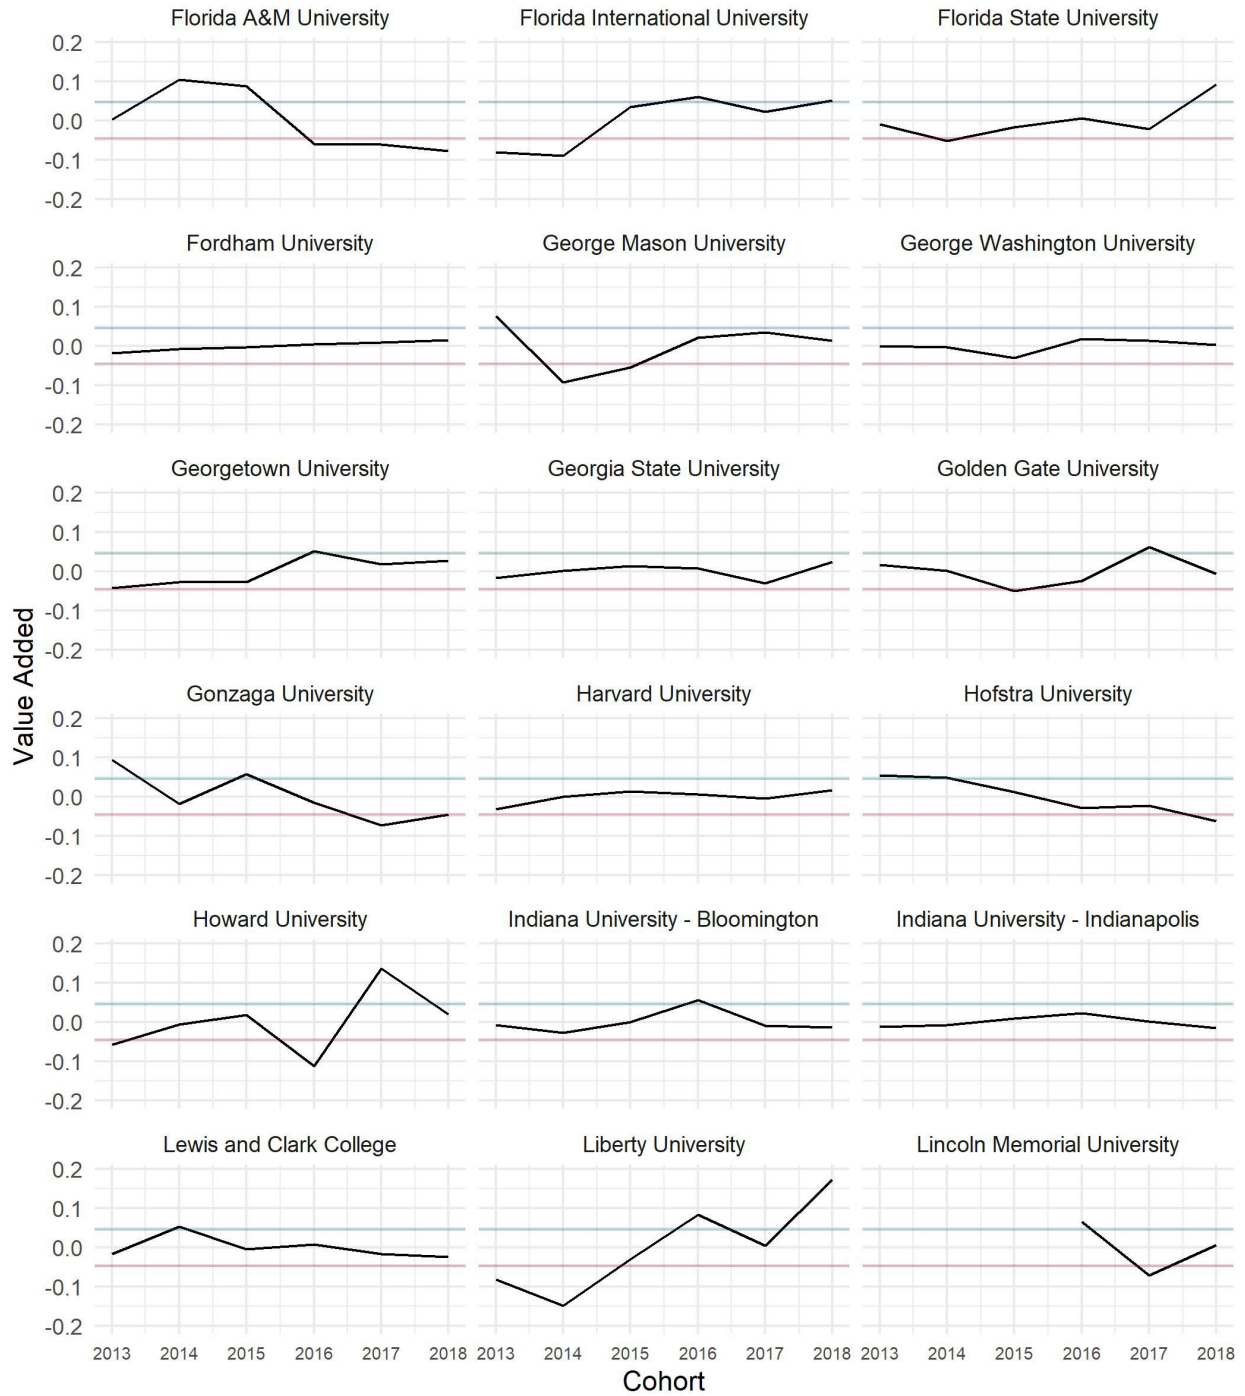 Florida A&M University
Florida International University
Florida State University
0.2
0.1
0.0
-0.1
-0.2
Fordham University
George Mason University
George Washington University
0.2
0.1
0.0
-0.1
-0.2
Georgetown University
Georgia State University
Golden Gate University
0.2
0.1
0.0
-0.1
-0.2
Value Added
Gonzaga University
Harvard University
Hofstra University
0.2
0.1
0.0
-0.1
-0.2
Howard University
Indiana University - Bloomington
Indiana University - Indianapolis
0.2
0.1
0.0
-0.1
-0.2
Lewis and Clark College
Liberty University
Lincoln Memorial University
0.2
0.1
0.0
-0.1
-0.2
2013 2014 2015 2016 2017 2018
2013 2014 2015 2016 2017 2018
2013 2014 2015 2016 2017 2018
Cohort